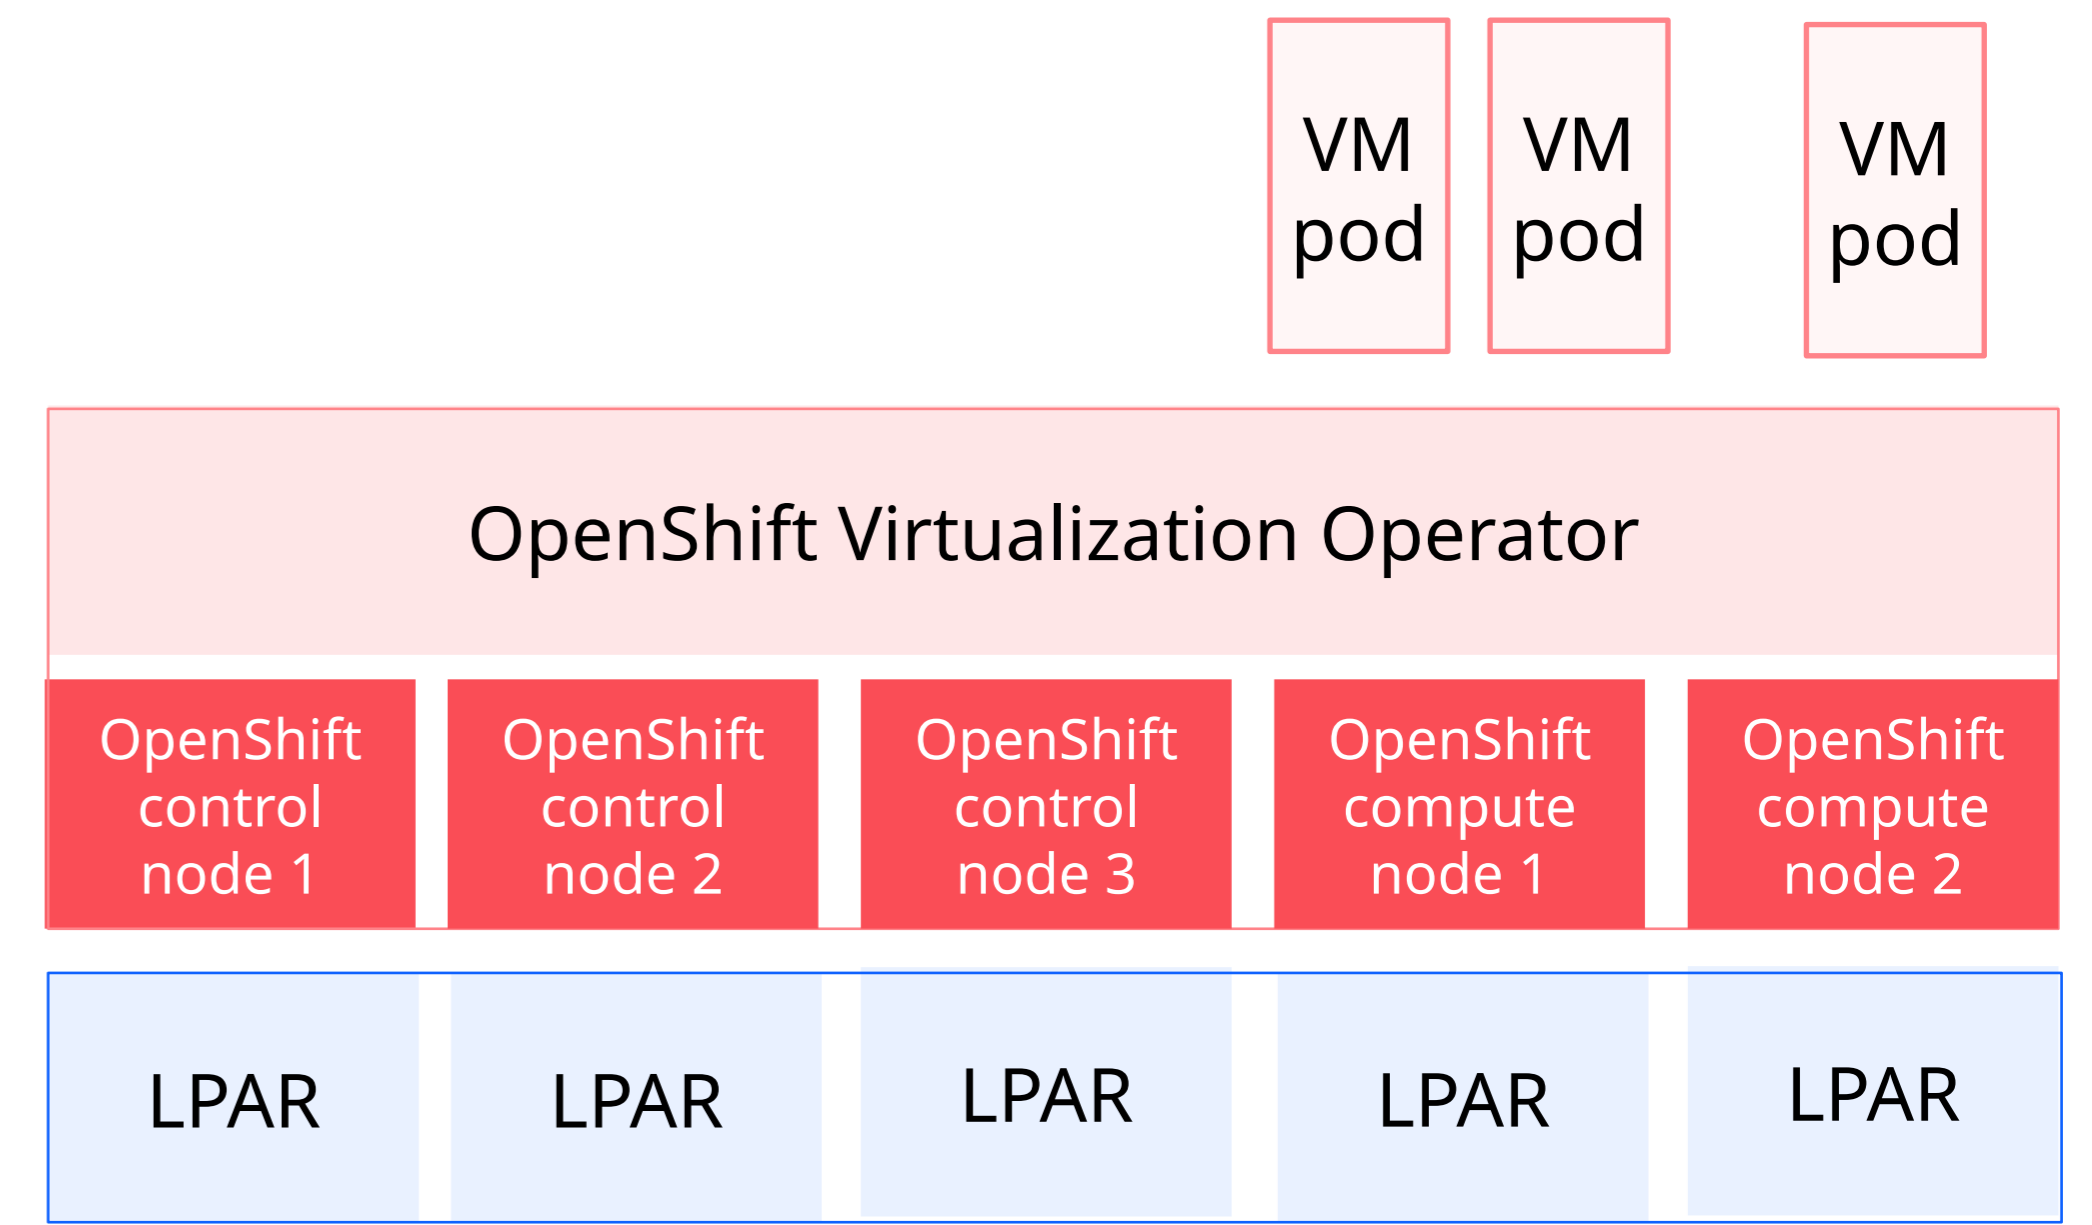 VM
pod
VM
pod
VM
pod
OpenShift Virtualization Operator
OpenShift
control
node 1
OpenShift
control
node 2
OpenShift
control
node 3
OpenShift
compute
node 1
OpenShift
compute
node 2
LPAR
LPAR
LPAR
LPAR
LPAR